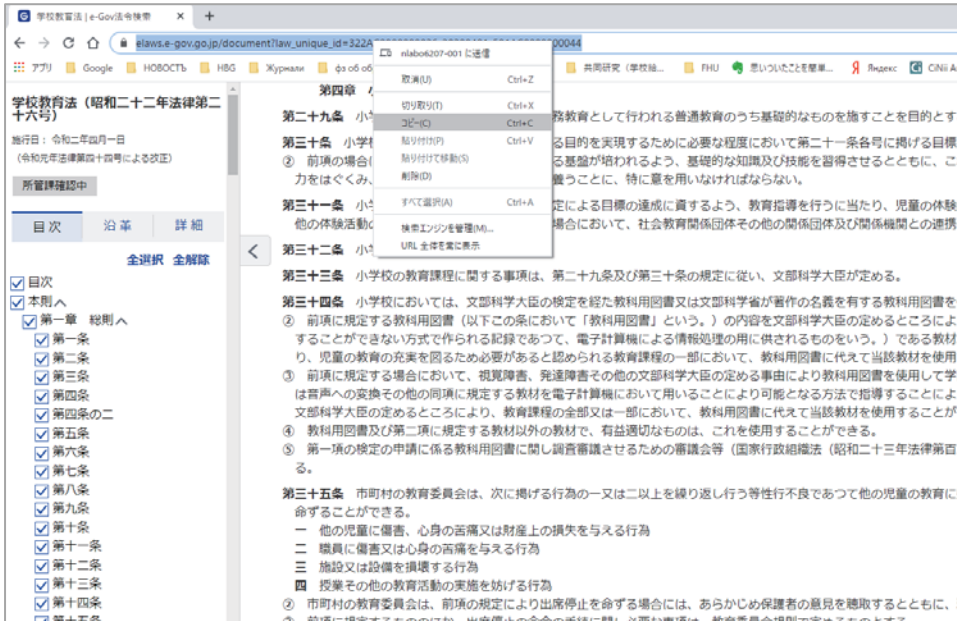 学校教育法 | e-Gov法令検索
elaws.e-gov.go.jp/document?law_unique_id=322A
00044
アプリ Google НОВОСТЬ HBG Журнали фз об об
共同研究（学校給... FHU 思いついたことを簡単... Яндекс CiNii A
nlabo6207-001 に送信
取消(U) Ctrl+Z
切り取り(T) Ctrl+X
コピー(C) Ctrl+C
貼り付け(P) Ctrl+V
貼り付けて移動(S)
削除(D)
すべて選択(A) Ctrl+A
検索エンジンを管理(M)...
URL 全体を常に表示
学校教育法（昭和二十二年法律第二
十六号）
施行日： 令和二年四月一日
（令和元年法律第四十四号による改正）
所管課確認中
目次 沿革 詳細
全選択 全解除
目次
本則
第一章 総則
第一条
第二条
第三条
第四条
第四条の二
第五条
第六条
第七条
第八条
第九条
第十条
第十一条
第十二条
第十三条
第十四条
第十五条
第四章
第二十九条 小学
務教育として行われる普通教育のうち基礎的なものを施すことを目的とす
第三十条 小学
る目的を実現するために必要な程度において第二十一条各号に掲げる目標
② 前項の場合
る基盤が培われるよう、基礎的な知識及び技能を習得させるとともに、こ
力をはぐくみ、
養うことに、特に意を用いなければならない。
第三十一条 小学
定による目標の達成に資するよう、教育指導を行うに当たり、児童の体験
他の体験活動の
場合において、社会教育関係団体その他の関係団体及び関係機関との連携
第三十二条 小学
第三十三条 小学校の教育課程に関する事項は、第二十九条及び第三十条の規定に従い、文部科学大臣が定める。
第三十四条 小学校においては、文部科学大臣の検定を経た教科用図書又は文部科学省が著作の名義を有する教科用図書を
② 前項に規定する教科用図書（以下この条において「教科用図書」という。）の内容を文部科学大臣の定めるところによ
することができない方式で作られる記録であつて、電子計算機による情報処理の用に供されるものをいう。）である教材
り、児童の教育の充実を図るため必要があると認められる教育課程の一部において、教科用図書に代えて当該教材を使用
③ 前項に規定する場合において、視覚障害、発達障害その他の文部科学大臣の定める事由により教科用図書を使用して学
は音声への変換その他の同項に規定する教材を電子計算機において用いることにより可能となる方法で指導することによ
文部科学大臣の定めるところにより、教育課程の全部又は一部において、教科用図書に代えて当該教材を使用することが
④ 教科用図書及び第二項に規定する教材以外の教材で、有益適切なものは、これを使用することができる。
⑤ 第一項の検定の申請に係る教科用図書に関し調査審議させるための審議会等（国家行政組織法（昭和二十三年法律第百
る。
第三十五条 市町村の教育委員会は、次に掲げる行為の一又は二以上を繰り返し行う等性行不良であつて他の児童の教育に
命ずることができる。
一 他の児童に傷害、心身の苦痛又は財産上の損失を与える行為
二 職員に傷害又は心身の苦痛を与える行為
三 施設又は設備を損壊する行為
四 授業その他の教育活動の実施を妨げる行為
② 市町村の教育委員会は、前項の規定により出席停止を命ずる場合には、あらかじめ保護者の意見を聴取するとともに、